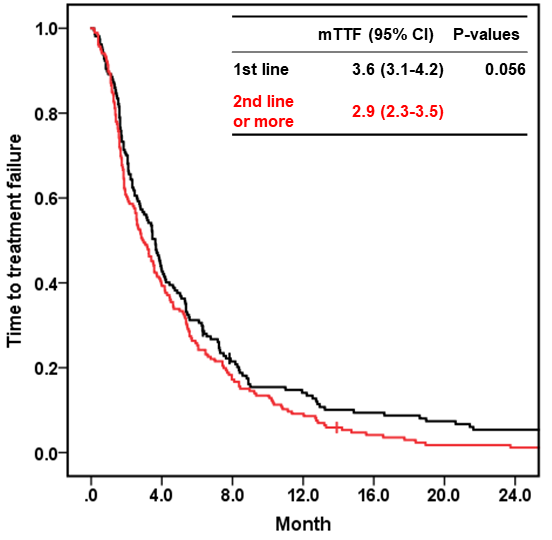 mTTF (95% CI) P-values
1st line 3.6 (3.1-4.2) 0.056
2nd line
or more 2.9 (2.3-3.5)
Time to treatment failure
1.0
0.8
0.6
0.4
0.2
0.0
.0 4.0 8.0 12.0 16.0 20.0 24.0
Month